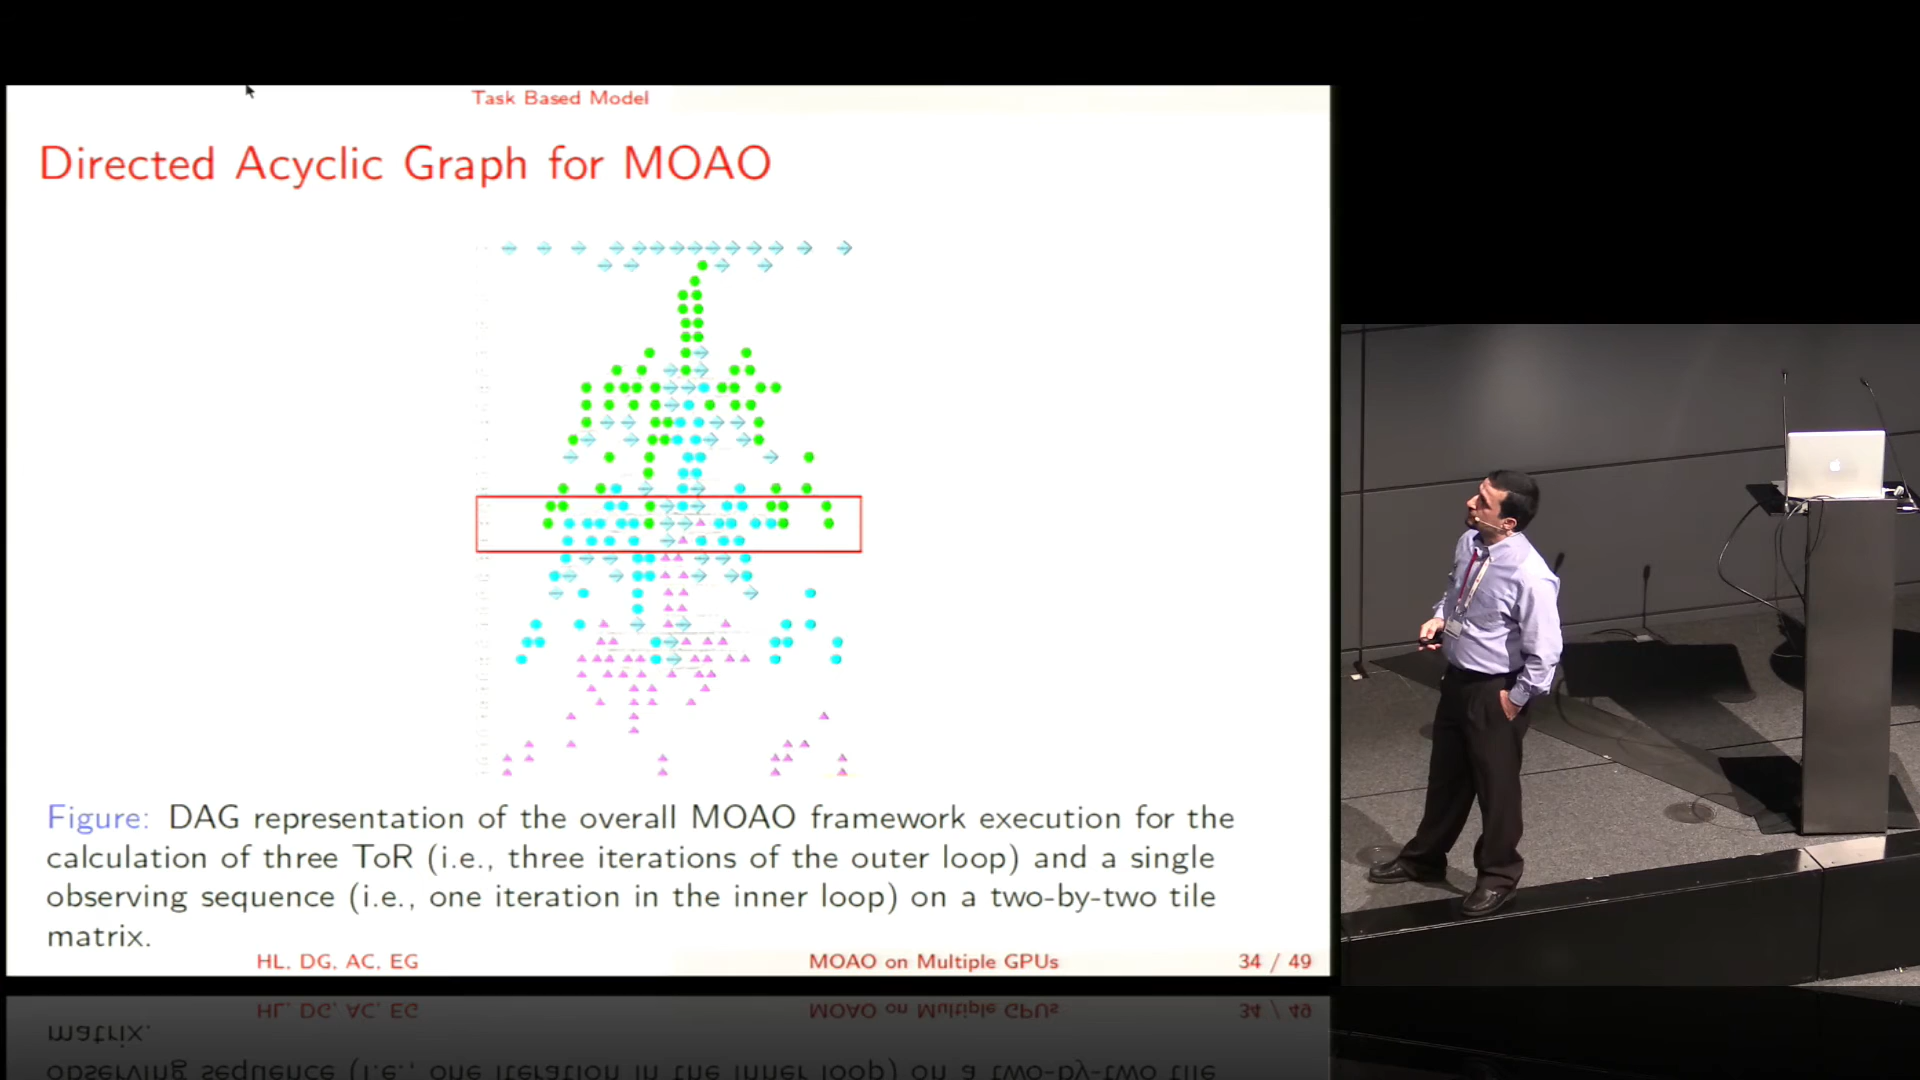 Task Based Model
Directed Acyclic Graph for MOAO
Figure: DAG representation of the overall MOAO framework execution for the
calculation of three ToR (i.e., three iterations of the outer loop) and a single
observing sequence (i.e., one iteration in the inner loop) on a two-by-two tile
matrix.
HL, DG, AC, EG MOAO on Multiple GPUs 34 / 49